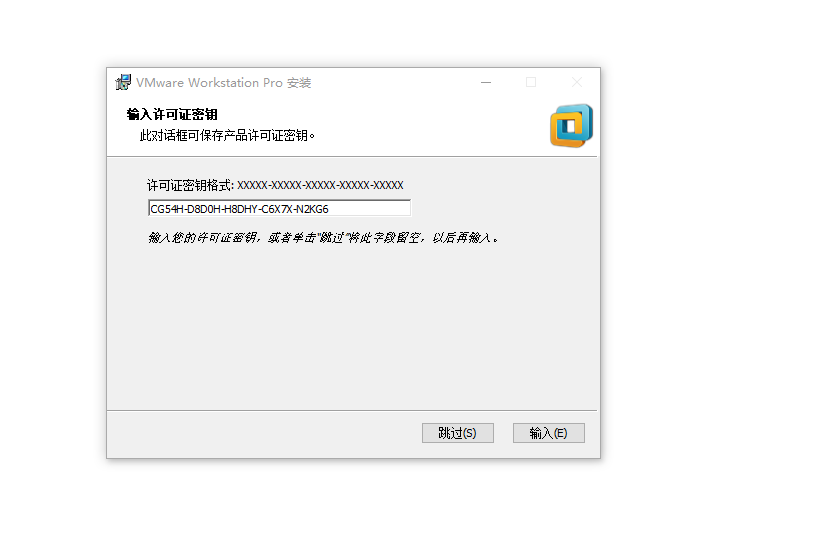 VMware Workstation Pro 安装
输入许可证密钥
此对话框可保存产品许可证密钥。
许可证密钥格式: XXXXX-XXXXX-XXXXX-XXXXX-XXXXX
CG54H-D8D0H-H8DHY-C6X7X-N2KG6
输入您的许可证密钥，或者单击"跳过"将此字段留空，以后再输入。
跳过(S)
输入(E)